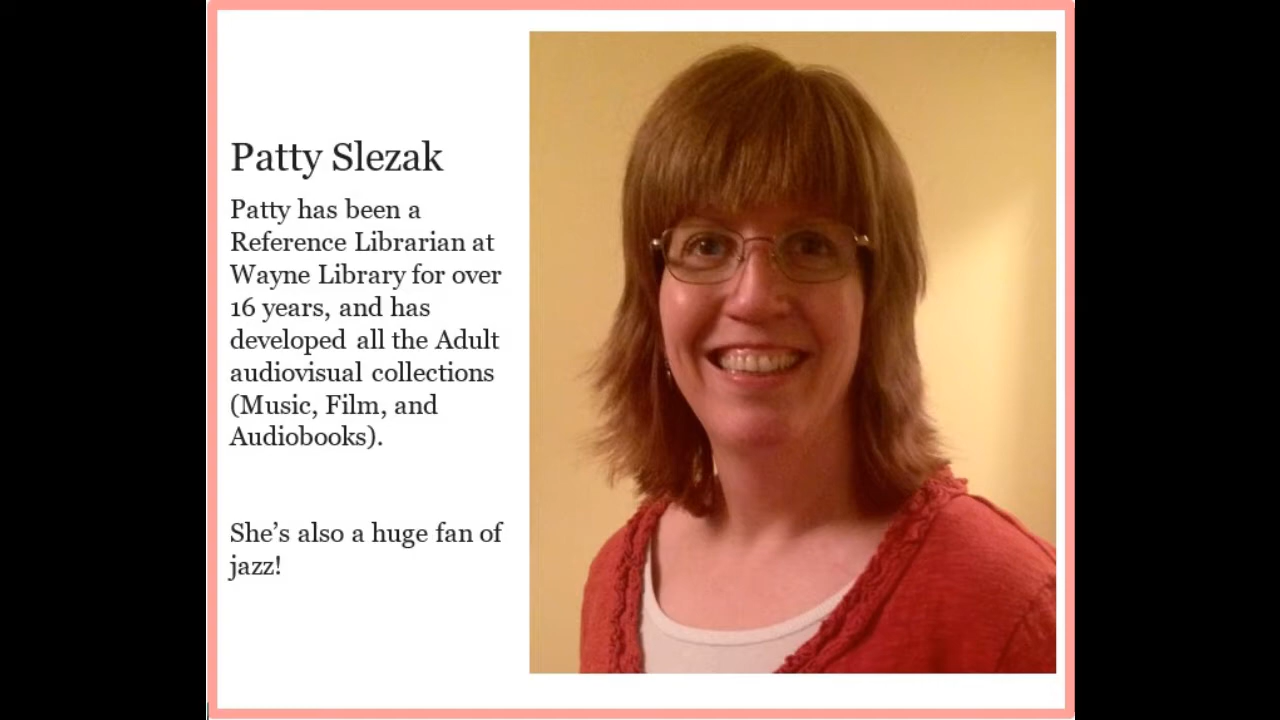 Patty Slezak
Patty has been a
Reference Librarian at
Wayne Library for over
16 years, and has
developed all the Adult
audiovisual collections
(Music, Film, and
Audiobooks).
She’s also a huge fan of
jazz!